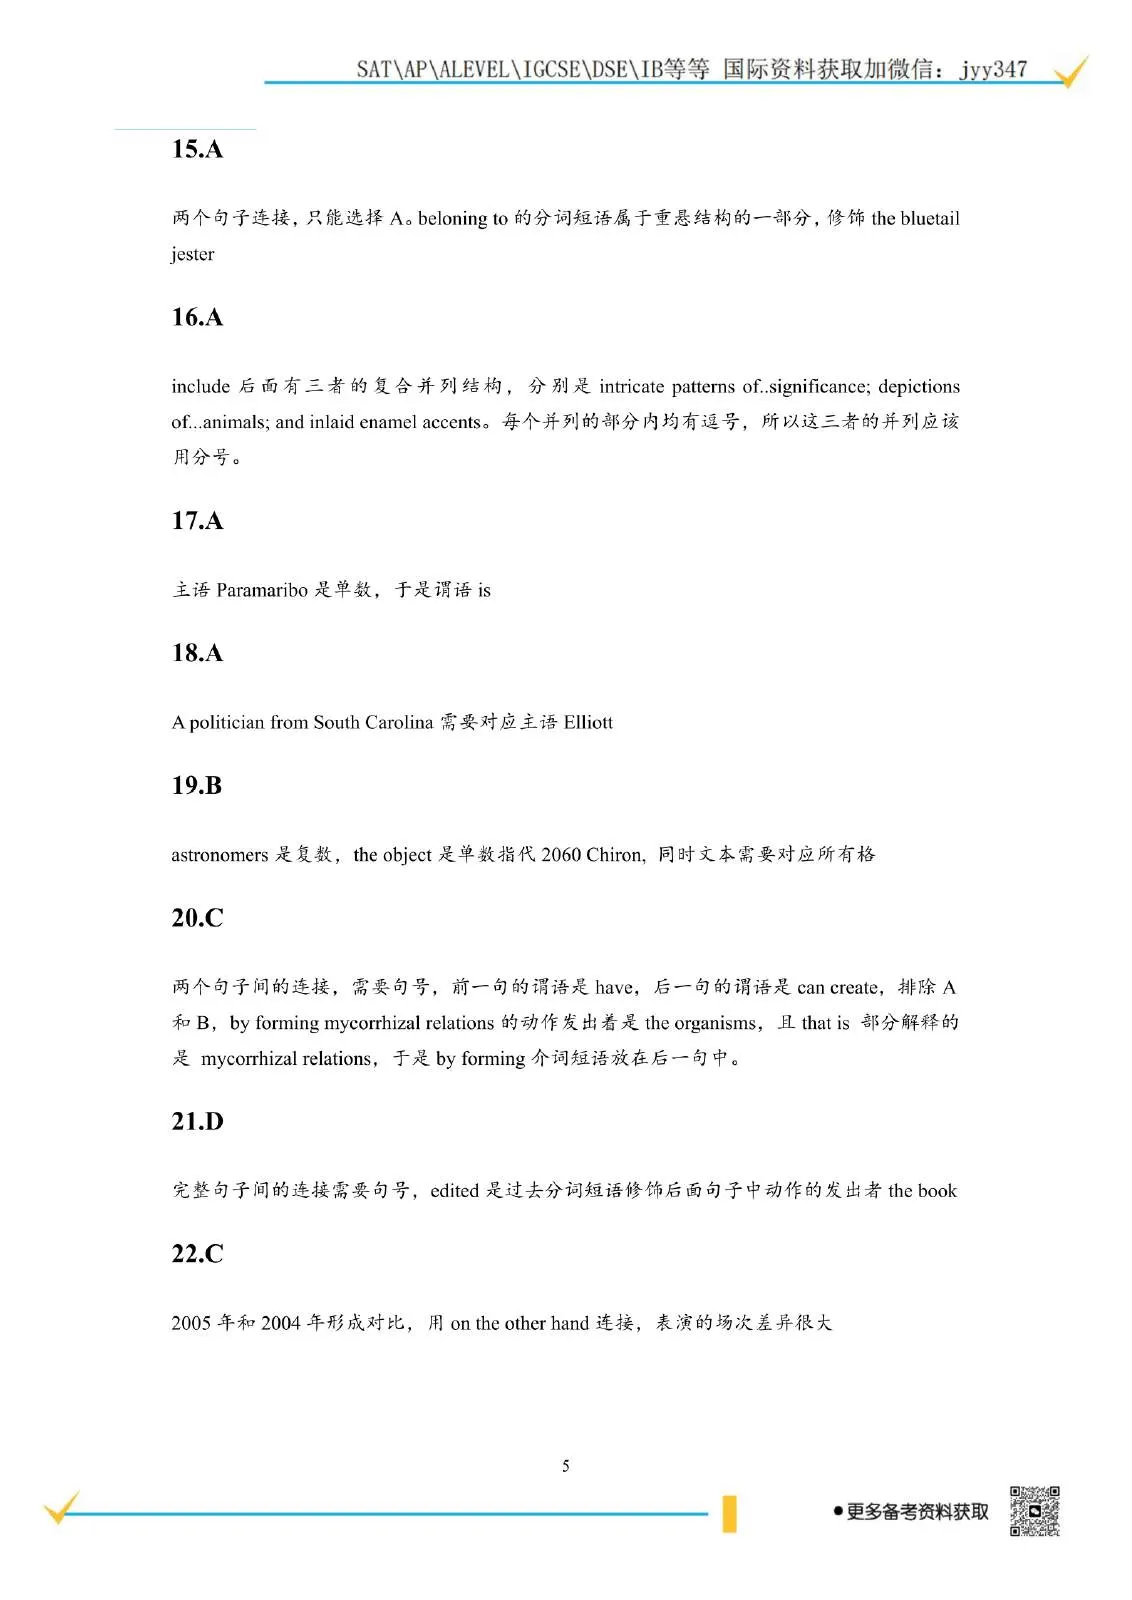 SAT\AP\ALEVEL\IGCSE\DSE\IB等等 国际资料获取加微信：jyy347
15.A
两个句子连接，只能选择 A。beloning to 的分词短语属于垂悬结构的一部分，修饰 the bluetail
jester
16.A
include 后面有三者的复合并列结构，分别是 intricate patterns of..significance; depictions
of...animals; and inlaid enamel accents。每个并列的部分内均有逗号，所以这三者的并列应该
用分号。
17.A
主语 Paramaribo 是单数，于是谓语 is
18.A
A politician from South Carolina 需要对应主语 Elliott
19.B
astronomers 是复数，the object 是单数指代 2060 Chiron, 同时文本需要对应所有格
20.C
两个句子间的连接，需要句号，前一句的谓语是 have，后一句的谓语是 can create，排除 A
和 B，by forming mycorrhizal relations 的动作发出着是 the organisms，且 that is 部分解释的
是 mycorrhizal relations，于是 by forming 介词短语放在后一句中。
21.D
完整句子间的连接需要句号，edited 是过去分词短语修饰后面句子中动作的发出者 the book
22.C
2005 年和 2004 年形成对比，用 on the other hand 连接，表演的场次差异很大
5
●更多备考资料获取